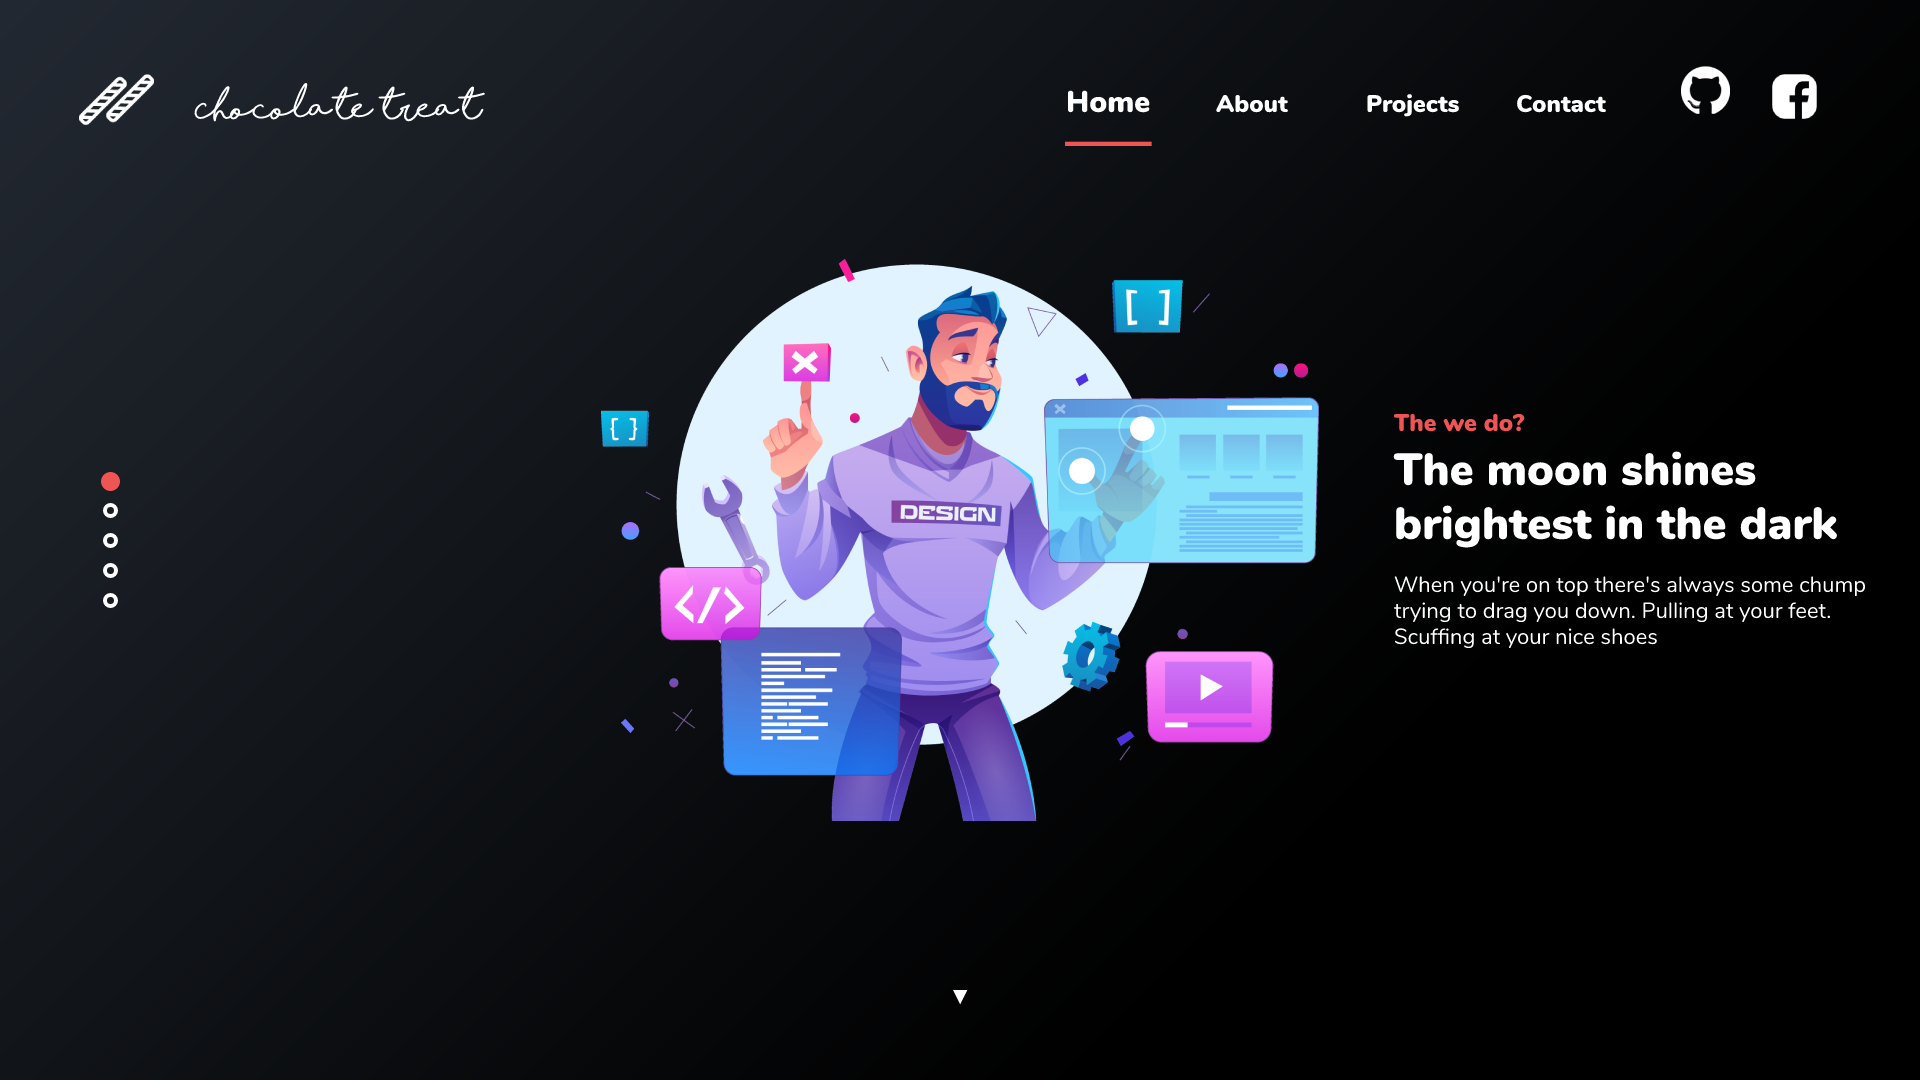 chocolate treat
Home About Projects Contact
[ ]
{ }
DESIGN
</>
The we do?
The moon shines
brightest in the dark
When you're on top there's always some chump
trying to drag you down. Pulling at your feet.
Scuffing at your nice shoes